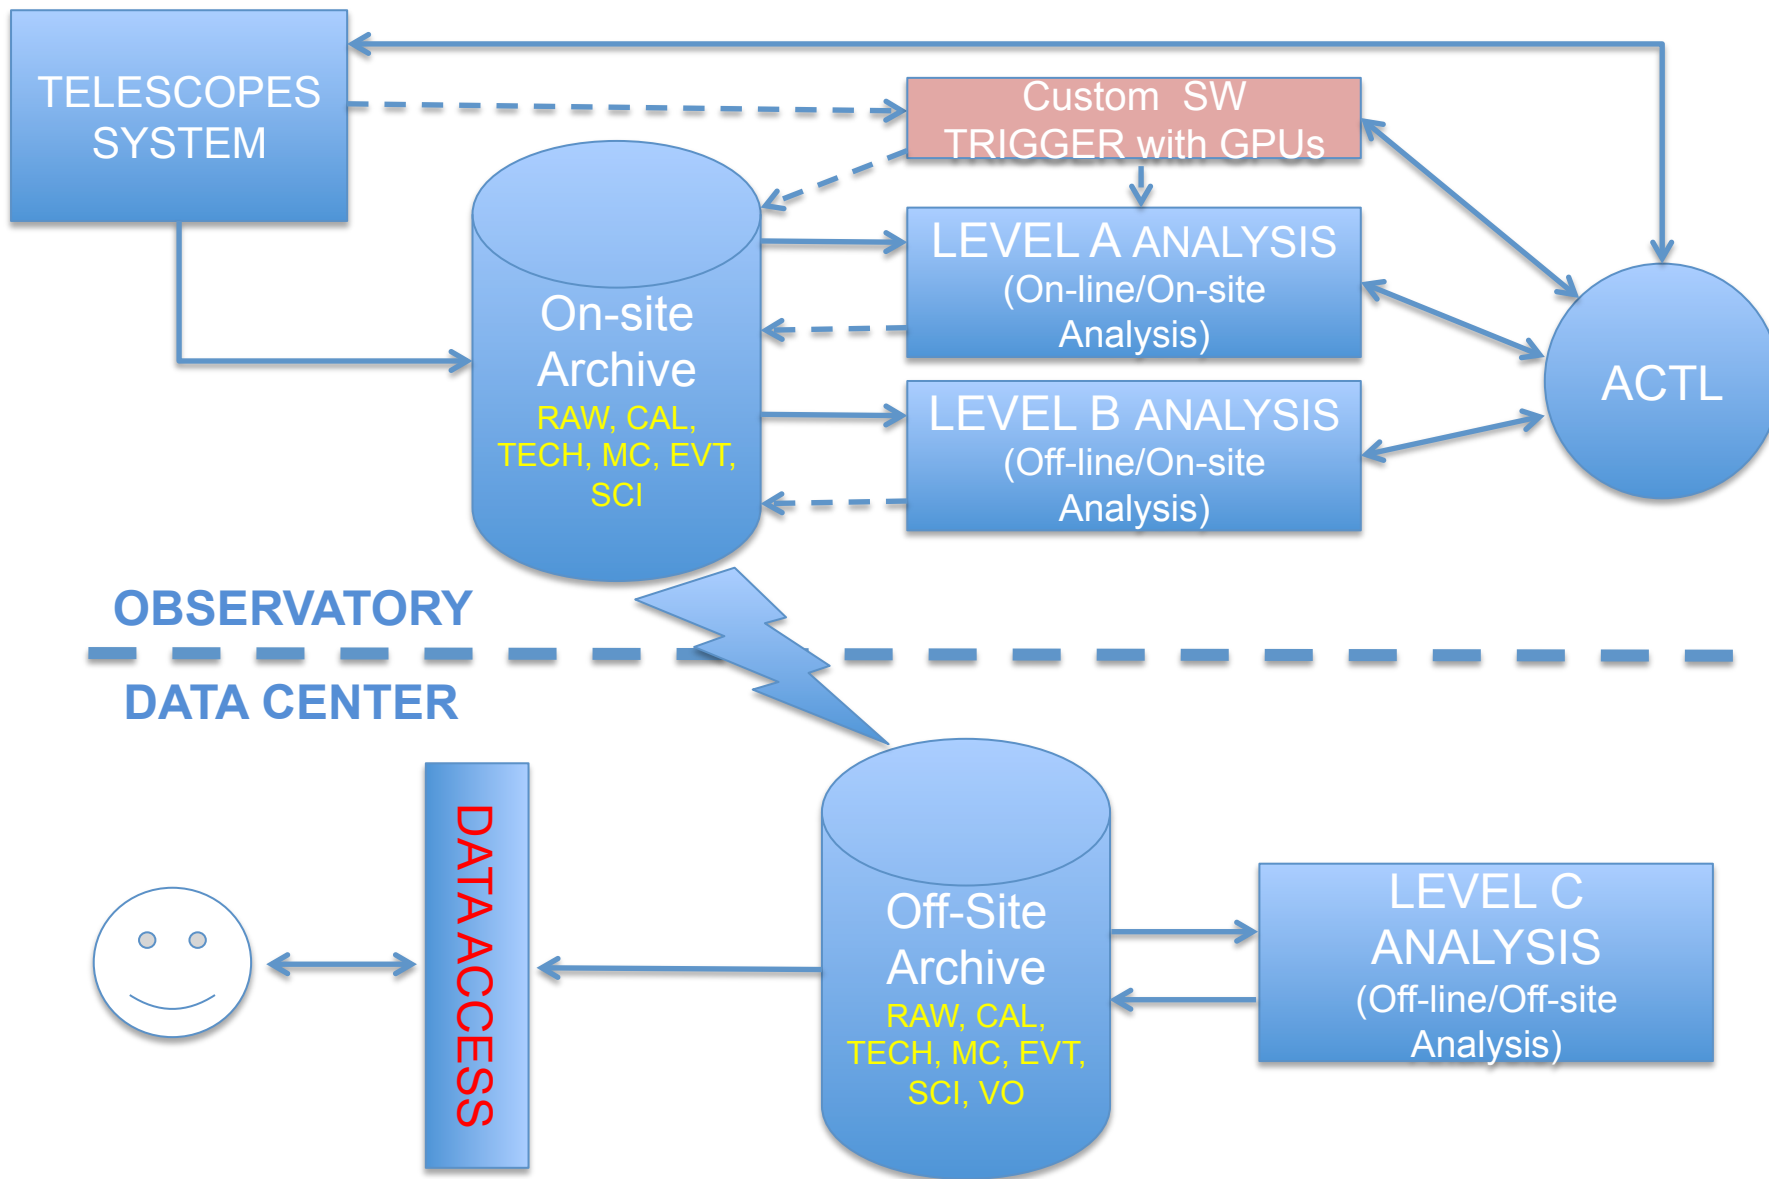 TELESCOPES
SYSTEM
Custom SW
TRIGGER with GPUs
LEVEL A ANALYSIS
(On-line/On-site
Analysis)
On-site
Archive
RAW, CAL,
TECH, MC, EVT,
SCI
LEVEL B ANALYSIS
(Off-line/On-site
Analysis)
ACTL
OBSERVATORY
DATA CENTER
DATA ACCESS
Off-Site
Archive
RAW, CAL,
TECH, MC, EVT,
SCI, VO
LEVEL C
ANALYSIS
(Off-line/Off-site
Analysis)